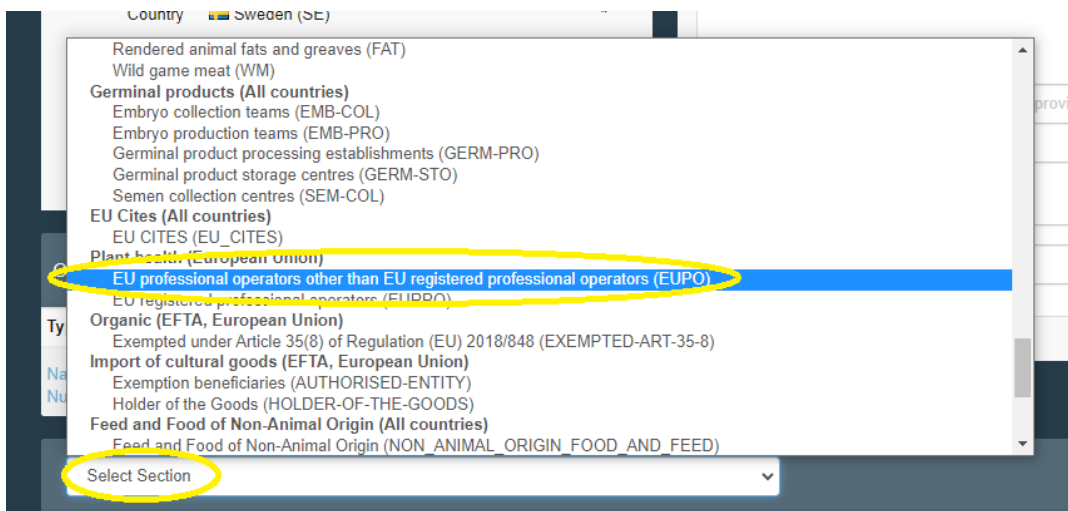 Country Sweden (SE)
Rendered animal fats and greaves (FAT)
Wild game meat (WM)
Germinal products (All countries)
Embryo collection teams (EMB-COL)
Embryo production teams (EMB-PRO)
Germinal product processing establishments (GERM-PRO)
Germinal product storage centres (GERM-STO)
Semen collection centres (SEM-COL)
EU Cites (All countries)
EU CITES (EU_CITES)
Plant health (European Union)
EU professional operators other than EU registered professional operators (EUPO)
EU registered professional operators (EURPO)
Organic (EFTA, European Union)
Exempted under Article 35(8) of Regulation (EU) 2018/848 (EXEMPTED-ART-35-8)
Import of cultural goods (EFTA, European Union)
Exemption beneficiaries (AUTHORISED-ENTITY)
Holder of the Goods (HOLDER-OF-THE-GOODS)
Feed and Food of Non-Animal Origin (All countries)
Feed and Food of Non-Animal Origin (NON_ANIMAL_ORIGIN_FOOD_AND_FEED)
Select Section
provi
Ty
Na
Nu